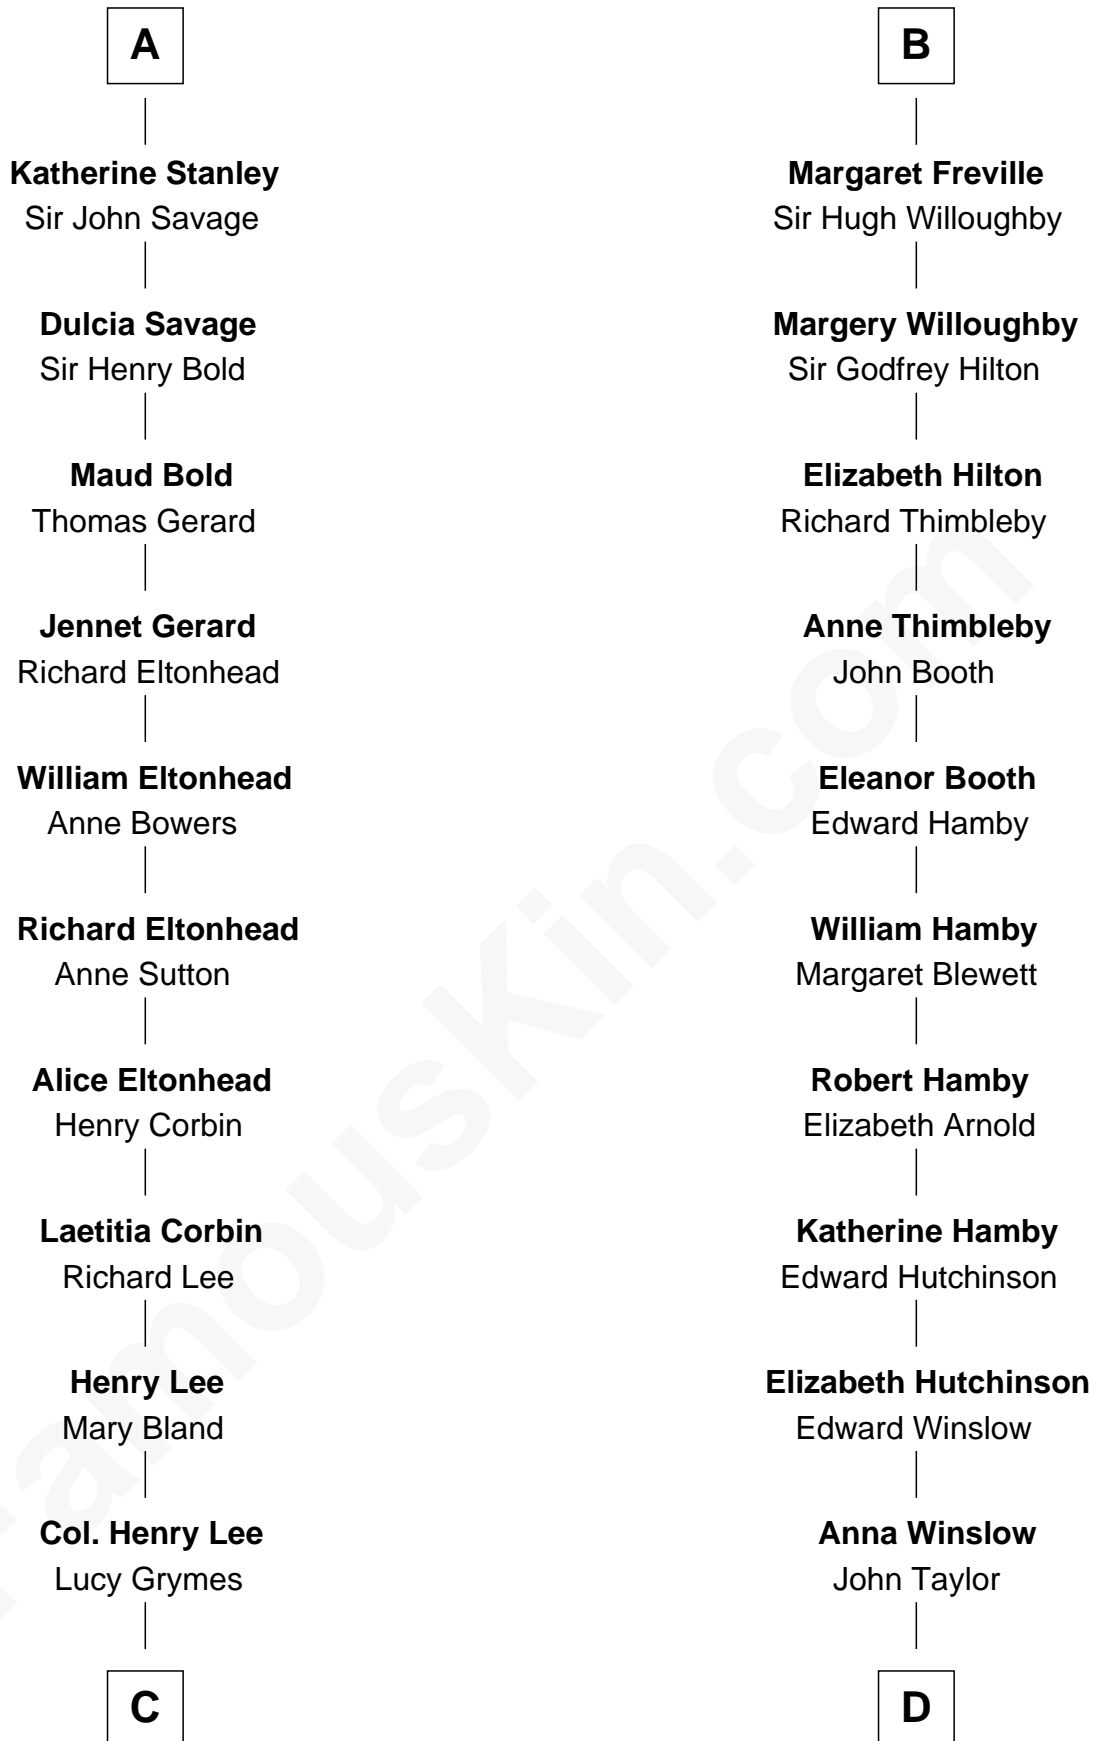 A
Katherine Stanley
Sir John Savage
Dulcia Savage
Sir Henry Bold
Maud Bold
Thomas Gerard
Jennet Gerard
Richard Eltonhead
William Eltonhead
Anne Bowers
Richard Eltonhead
Anne Sutton
Alice Eltonhead
Henry Corbin
Laetitia Corbin
Richard Lee
Henry Lee
Mary Bland
Col. Henry Lee
Lucy Grymes
C
B
Margaret Freville
Sir Hugh Willoughby
Margery Willoughby
Sir Godfrey Hilton
Elizabeth Hilton
Richard Thimbleby
Anne Thimbleby
John Booth
Eleanor Booth
Edward Hamby
William Hamby
Margaret Blewett
Robert Hamby
Elizabeth Arnold
Katherine Hamby
Edward Hutchinson
Elizabeth Hutchinson
Edward Winslow
Anna Winslow
John Taylor
D
FamousKin.com